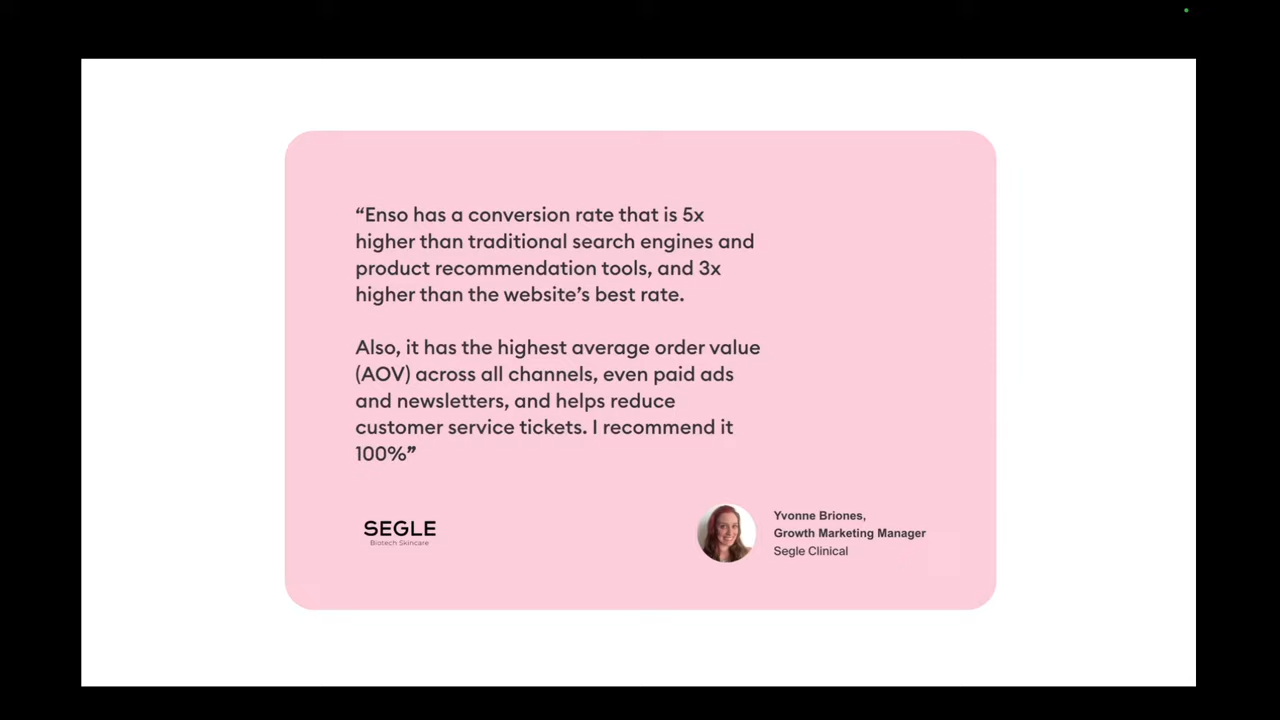 “Enso has a conversion rate that is 5x
higher than traditional search engines and
product recommendation tools, and 3x
higher than the website’s best rate.
Also, it has the highest average order value
(AOV) across all channels, even paid ads
and newsletters, and helps reduce
customer service tickets. I recommend it
100%”
SEGLE
Biotech Skincare
Yvonne Briones,
Growth Marketing Manager
Segle Clinical